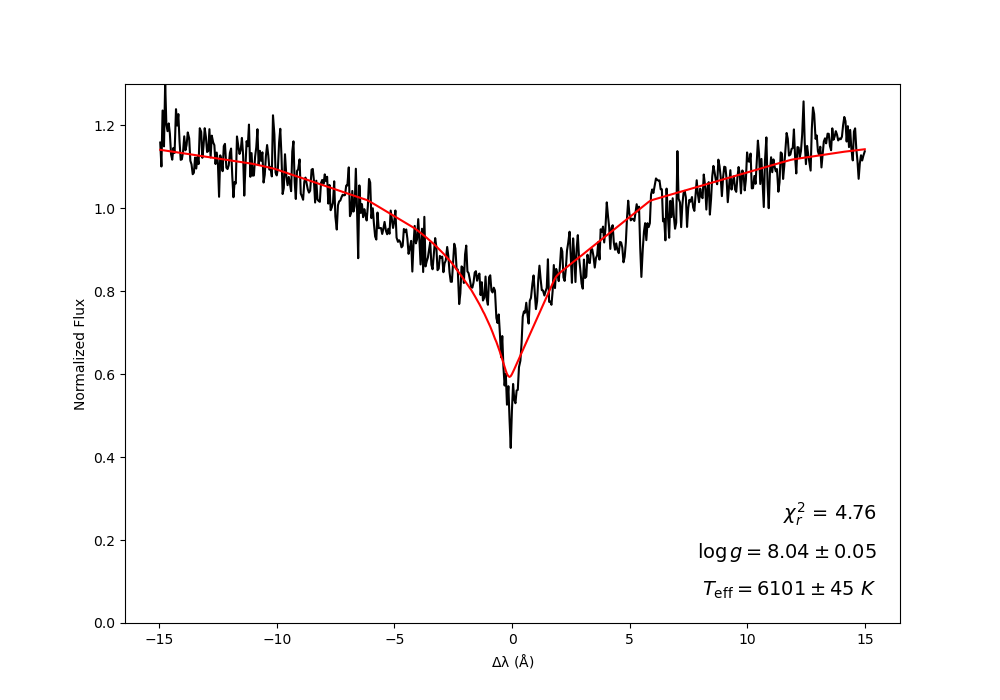 1.2
1.0
0.8
0.6
0.4
0.2
0.0
Normalized Flux
χ²ᵣ = 4.76
log g = 8.04 ± 0.05
T_eff = 6101 ± 45 K
−15 −10 −5 0 5 10 15
Δλ (Å)